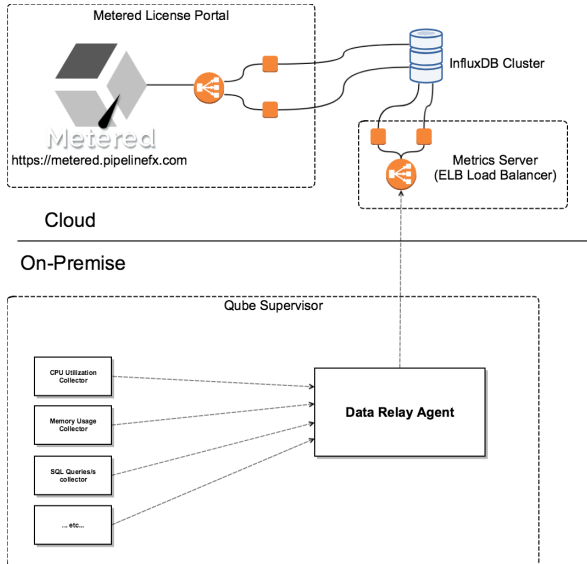 Metered License Portal
Metered
https://metered.pipelinefx.com
InfluxDB Cluster
Metrics Server
(ELB Load Balancer)
Cloud
On-Premise
Qube Supervisor
CPU Utilization
Collector
Memory Usage
Collector
SQL Queries/s
collector
... etc...
Data Relay Agent